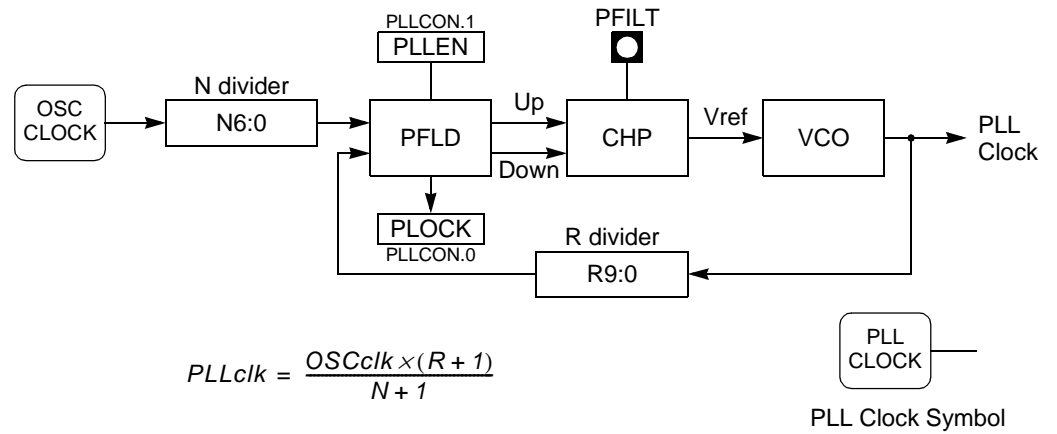 PLLCON.1
PLLEN
PFILT
N divider
OSC
CLOCK
N6:0
PFLD
Up
Down
CHP
Vref
VCO
PLL
Clock
PLOCK
PLLCON.0
R divider
R9:0
PLLclk = OSCclk × (R + 1)
N + 1
PLL
CLOCK
PLL Clock Symbol